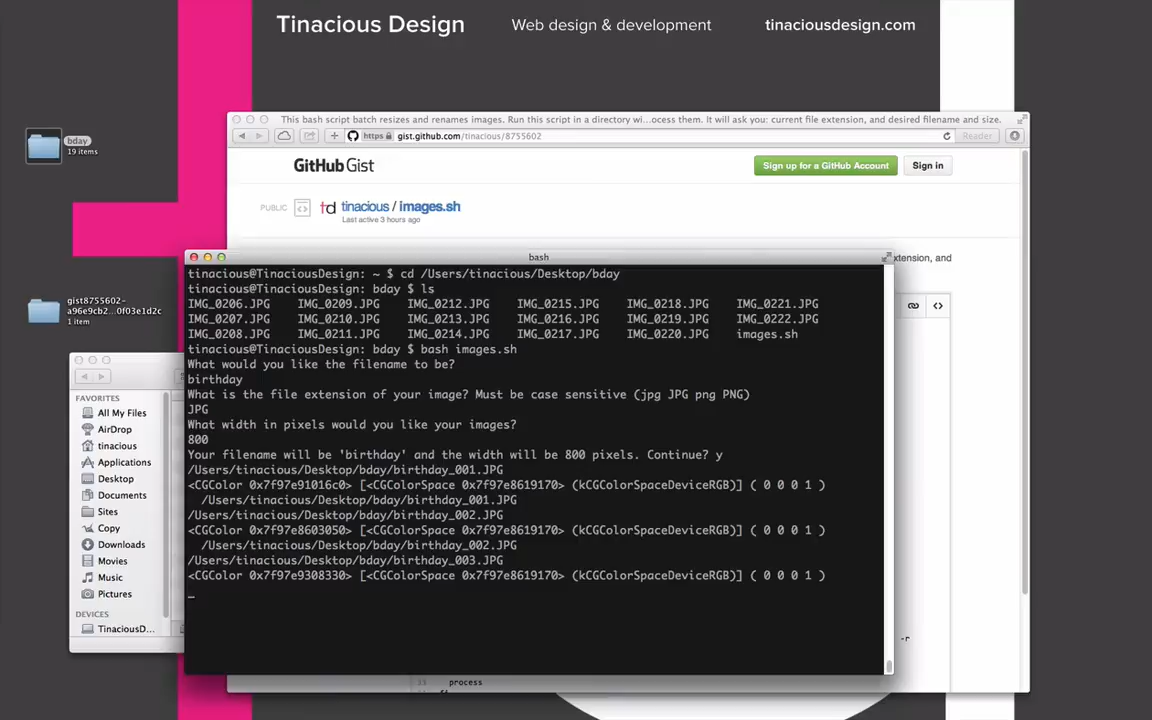 Tinacious Design
Web design & development
tinaciousdesign.com
bday
19 items
This bash script batch resizes and renames images. Run this script in a directory wi...ocess them. It will ask you: current file extension, and desired filename and size.
https gist.github.com/tinacious/8755602
Reader
GitHub Gist
Sign up for a GitHub Account
Sign in
PUBLIC
td tinacious / images.sh
Last active 3 hours ago
xtension, and
bash
tinacious@TinaciousDesign: ~ $ cd /Users/tinacious/Desktop/bday
tinacious@TinaciousDesign: bday $ ls
IMG_0206.JPG IMG_0209.JPG IMG_0212.JPG IMG_0215.JPG IMG_0218.JPG IMG_0221.JPG
IMG_0207.JPG IMG_0210.JPG IMG_0213.JPG IMG_0216.JPG IMG_0219.JPG IMG_0222.JPG
IMG_0208.JPG IMG_0211.JPG IMG_0214.JPG IMG_0217.JPG IMG_0220.JPG images.sh
tinacious@TinaciousDesign: bday $ bash images.sh
What would you like the filename to be?
birthday
What is the file extension of your image? Must be case sensitive (jpg JPG png PNG)
JPG
What width in pixels would you like your images?
800
Your filename will be 'birthday' and the width will be 800 pixels. Continue? y
/Users/tinacious/Desktop/bday/birthday_001.JPG
<CGColor 0x7f97e91016c0> [<CGColorSpace 0x7f97e8619170> (kCGColorSpaceDeviceRGB)] ( 0 0 0 1 )
/Users/tinacious/Desktop/bday/birthday_001.JPG
/Users/tinacious/Desktop/bday/birthday_002.JPG
<CGColor 0x7f97e8603050> [<CGColorSpace 0x7f97e8619170> (kCGColorSpaceDeviceRGB)] ( 0 0 0 1 )
/Users/tinacious/Desktop/bday/birthday_002.JPG
/Users/tinacious/Desktop/bday/birthday_003.JPG
<CGColor 0x7f97e9308330> [<CGColorSpace 0x7f97e8619170> (kCGColorSpaceDeviceRGB)] ( 0 0 0 1 )
gist8755602-
a96e9cb2...0f03e1d2c
1 item
FAVORITES
All My Files
AirDrop
tinacious
Applications
Desktop
Documents
Sites
Copy
Downloads
Movies
Music
Pictures
DEVICES
TinaciousD...
-r
33 process